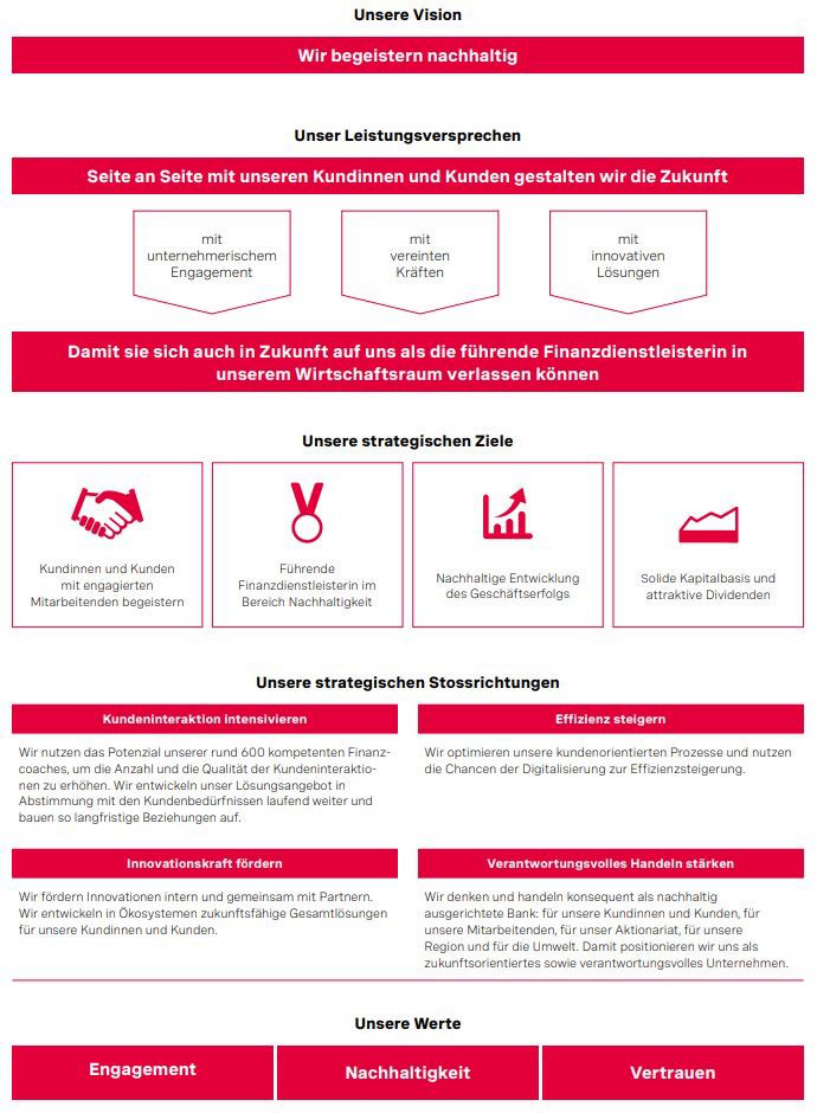 Unsere Vision
Wir begeistern nachhaltig
Unser Leistungsversprechen
Seite an Seite mit unseren Kundinnen und Kunden gestalten wir die Zukunft
mit
unternehmerischem
Engagement
mit
vereinten
Kräften
mit
innovativen
Lösungen
Damit sie sich auch in Zukunft auf uns als die führende Finanzdienstleisterin in
unserem Wirtschaftsraum verlassen können
Unsere strategischen Ziele
Kundinnen und Kunden
mit engagierten
Mitarbeitenden begeistern
Führende
Finanzdienstleisterin im
Bereich Nachhaltigkeit
Nachhaltige Entwicklung
des Geschäftserfolgs
Solide Kapitalbasis und
attraktive Dividenden
Unsere strategischen Stossrichtungen
Kundeninteraktion intensivieren
Wir nutzen das Potenzial unserer rund 600 kompetenten Finanz-
coaches, um die Anzahl und die Qualität der Kundeninteraktio-
nen zu erhöhen. Wir entwickeln unser Lösungsangebot in
Abstimmung mit den Kundenbedürfnissen laufend weiter und
bauen so langfristige Beziehungen auf.
Effizienz steigern
Wir optimieren unsere kundenorientierten Prozesse und nutzen
die Chancen der Digitalisierung zur Effizienzsteigerung.
Innovationskraft fördern
Wir fördern Innovationen intern und gemeinsam mit Partnern.
Wir entwickeln in Ökosystemen zukunftsfähige Gesamtlösungen
für unsere Kundinnen und Kunden.
Verantwortungsvolles Handeln stärken
Wir denken und handeln konsequent als nachhaltig
ausgerichtete Bank: für unsere Kundinnen und Kunden, für
unsere Mitarbeitenden, für unser Aktionariat, für unsere
Region und für die Umwelt. Damit positionieren wir uns als
zukunftsorientiertes sowie verantwortungsvolles Unternehmen.
Unsere Werte
Engagement
Nachhaltigkeit
Vertrauen